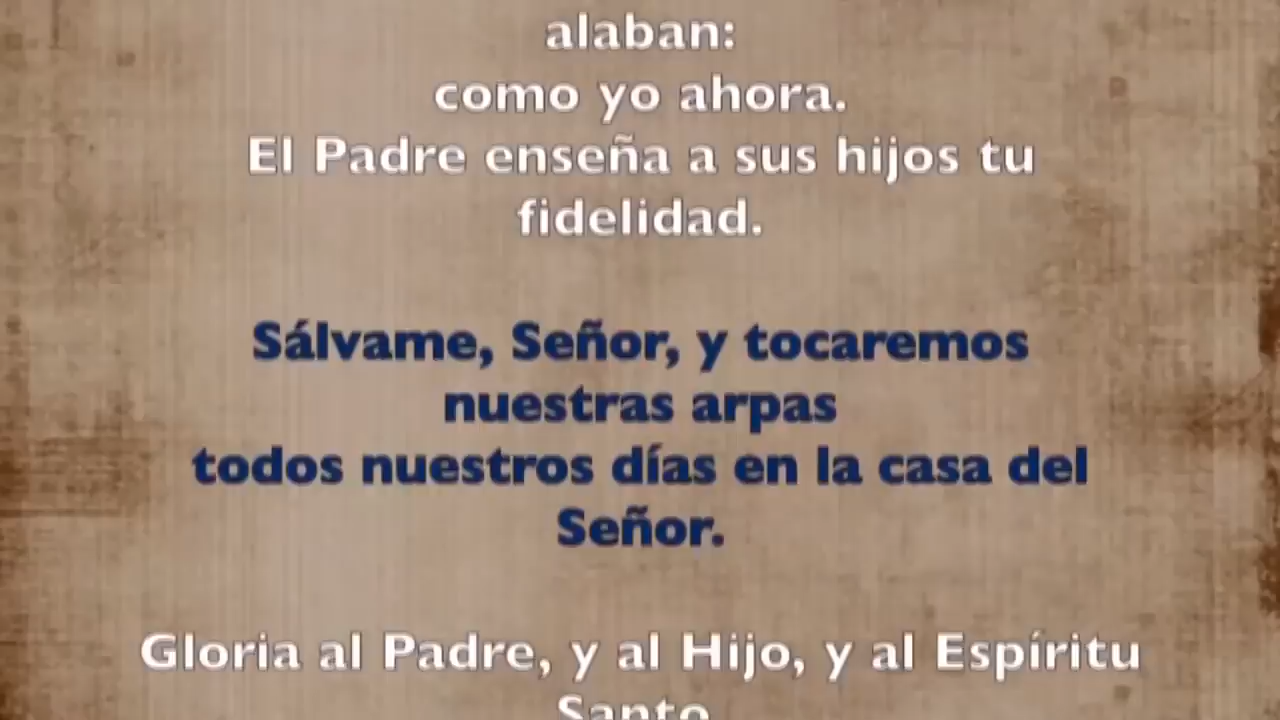 alaban:
como yo ahora.
El Padre enseña a sus hijos tu
fidelidad.
Sálvame, Señor, y tocaremos
nuestras arpas
todos nuestros días en la casa del
Señor.
Gloria al Padre, y al Hijo, y al Espíritu
Santo.